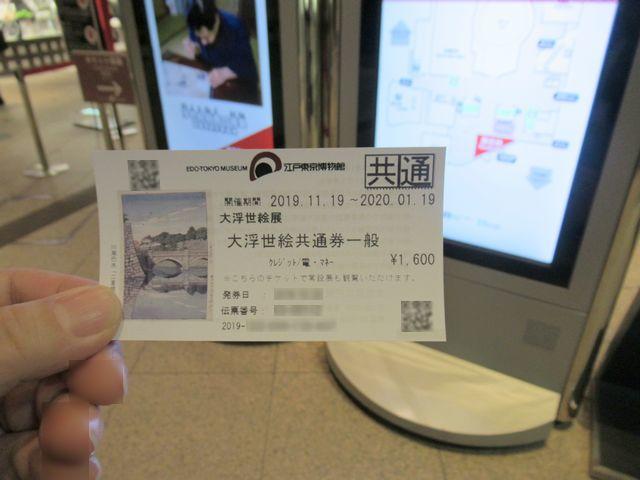 EDO-TOKYO MUSEUM 江戸東京博物館 共通
開催期間 2019.11.19 ~2020.01.19
大浮世絵展
大浮世絵共通券一般
クレジット/電・マネー ¥1,600
※こちらのチケットで常設展も観覧いただけます。
発券日 :
伝票番号:
2019-